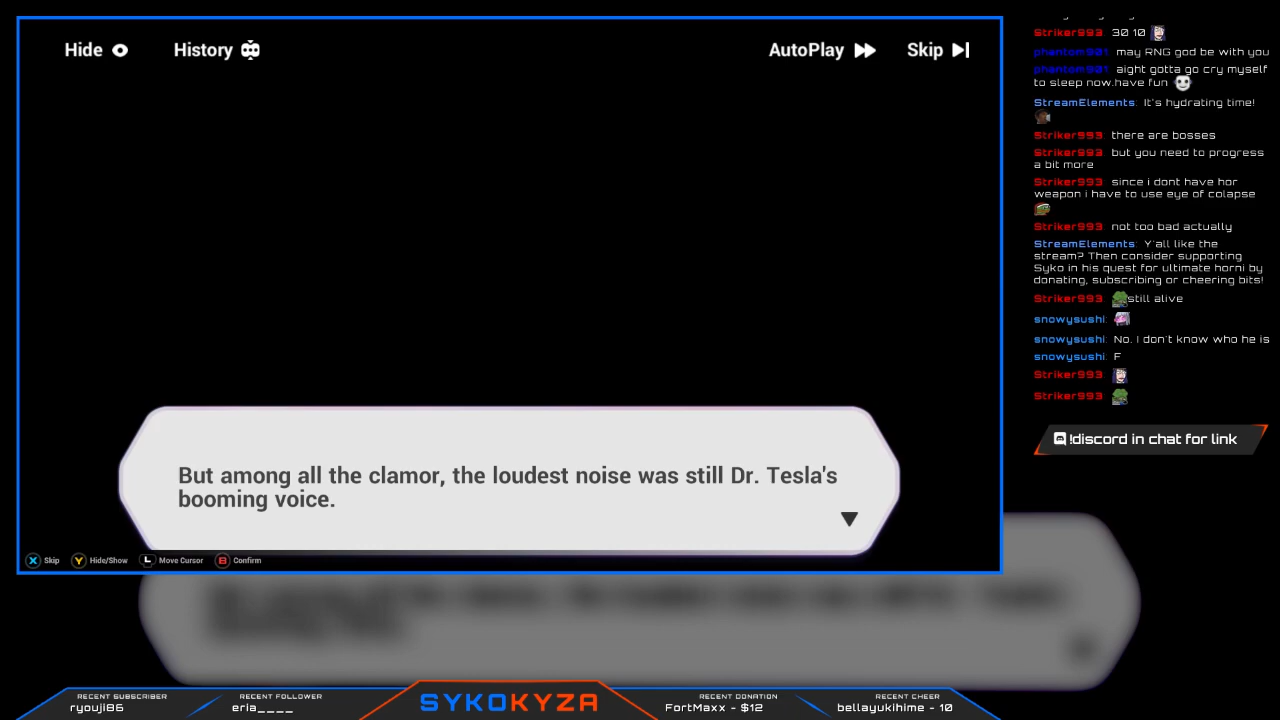 Hide
History
AutoPlay
Skip
But among all the clamor, the loudest noise was still Dr. Tesla's
booming voice.
X Skip
Y Hide/Show
L Move Cursor
B Confirm
Striker993 30 10
phantom901 may RNG god be with you
phantom901 aight gotta go cry myself
to sleep now.have fun
StreamElements: It's hydrating time!
Striker993 there are bosses
Striker993 but you need to progress
a bit more
Striker993 since i dont have hor
weapon i have to use eye of colapse
Striker993 not too bad actually
StreamElements: Y'all like the
stream? Then consider supporting
Syko in his quest for ultimate horni by
donating, subscribing or cheering bits!
Striker993 still alive
snowysushi:
snowysushi: No, I don't know who he is
snowysushi: F
Striker993
Striker993
!discord in chat for link
RECENT SUBSCRIBER
ryouji86
RECENT FOLLOWER
eria____
SYKOKYZA
RECENT DONATION
FortMaxx - $12
RECENT CHEER
bellayukihime - 10